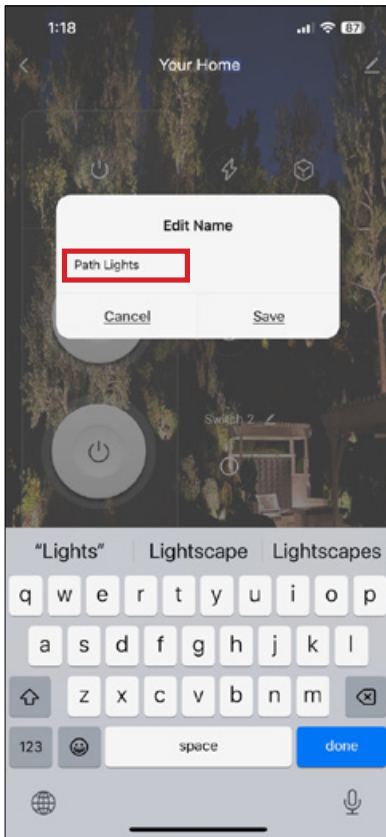 1:18
87
Your Home
Edit Name
Path Lights
Cancel Save
Switch 2
"Lights" Lightscape Lightscapes
q w e r t y u i o p
a s d f g h j k l
z x c v b n m
123 space done